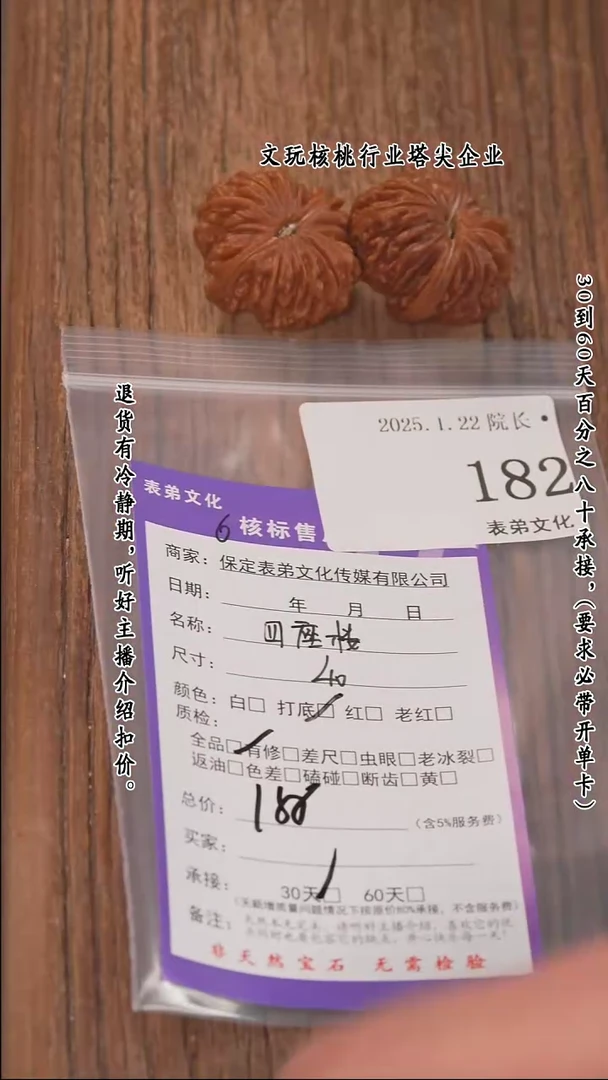 文玩核桃行业塔尖企业
30到60天百分之八十承接,(要求必带开单卡)
退货有冷静期,听好主播介绍扣价。
2025.1.22 院长·
182
表弟文化
表弟文化
6 核标售
商家: 保定表弟文化传媒有限公司
日期: 年 月 日
名称: 四座楼
尺寸: 40
颜色: 白□ 打底☑ 红□ 老红□
质检:
全品☑有修□差尺□虫眼□老冰裂□
返油□色差□磕碰□断齿□黄□
总价: (含5%服务费)
买家:
承接: 30天☑ 60天□
备注:
非天然宝石 无需检验